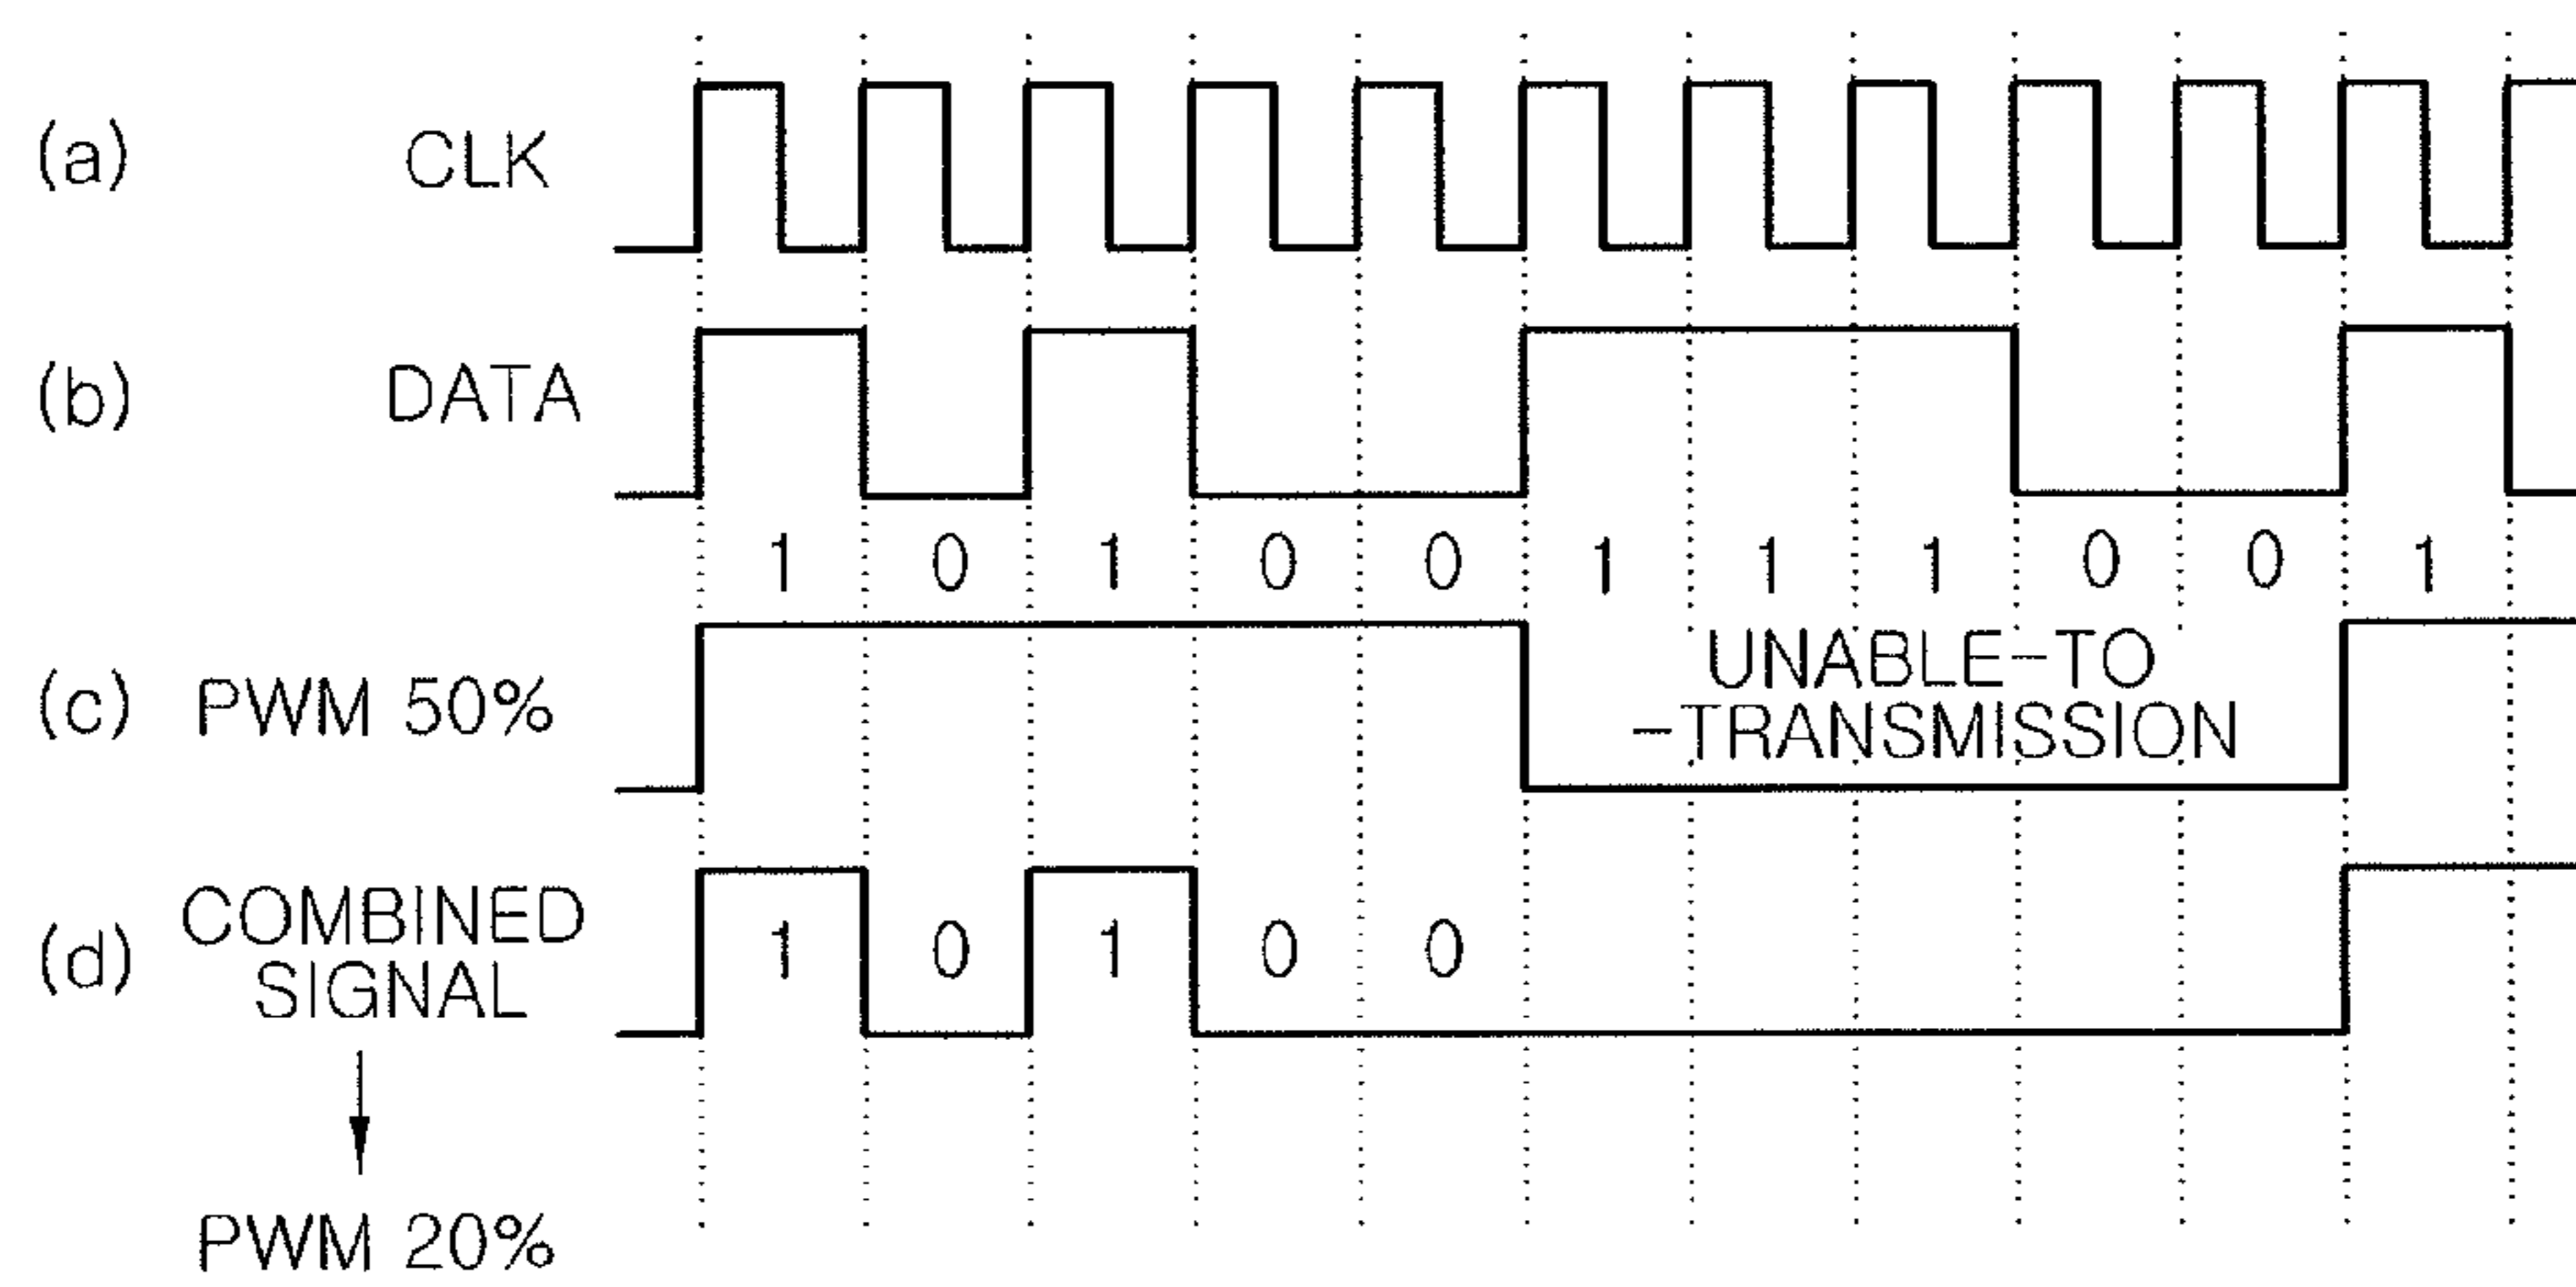 (a) CLK
(b) DATA
1 0 1 0 0 1 1 1 0 0 1
(c) PWM 50%
UNABLE-TO
-TRANSMISSION
(d) COMBINED
SIGNAL
1 0 1 0 0
PWM 20%